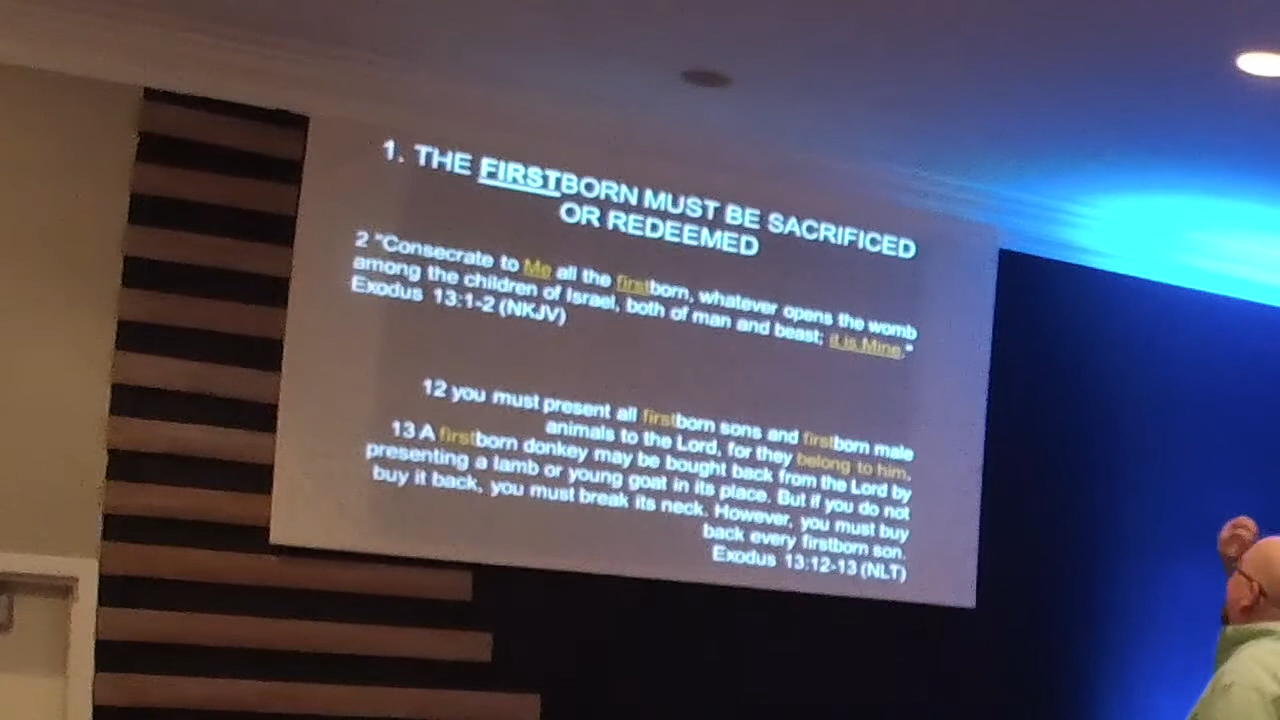 1. THE FIRSTBORN MUST BE SACRIFICED
OR REDEEMED
2 "Consecrate to Me all the firstborn, whatever opens the womb
among the children of Israel, both of man and beast; it is Mine."
Exodus 13:1-2 (NKJV)
12 you must present all firstborn sons and firstborn male
animals to the Lord, for they belong to him.
13 A firstborn donkey may be bought back from the Lord by
presenting a lamb or young goat in its place. But if you do not
buy it back, you must break its neck. However, you must buy
back every firstborn son.
Exodus 13:12-13 (NLT)